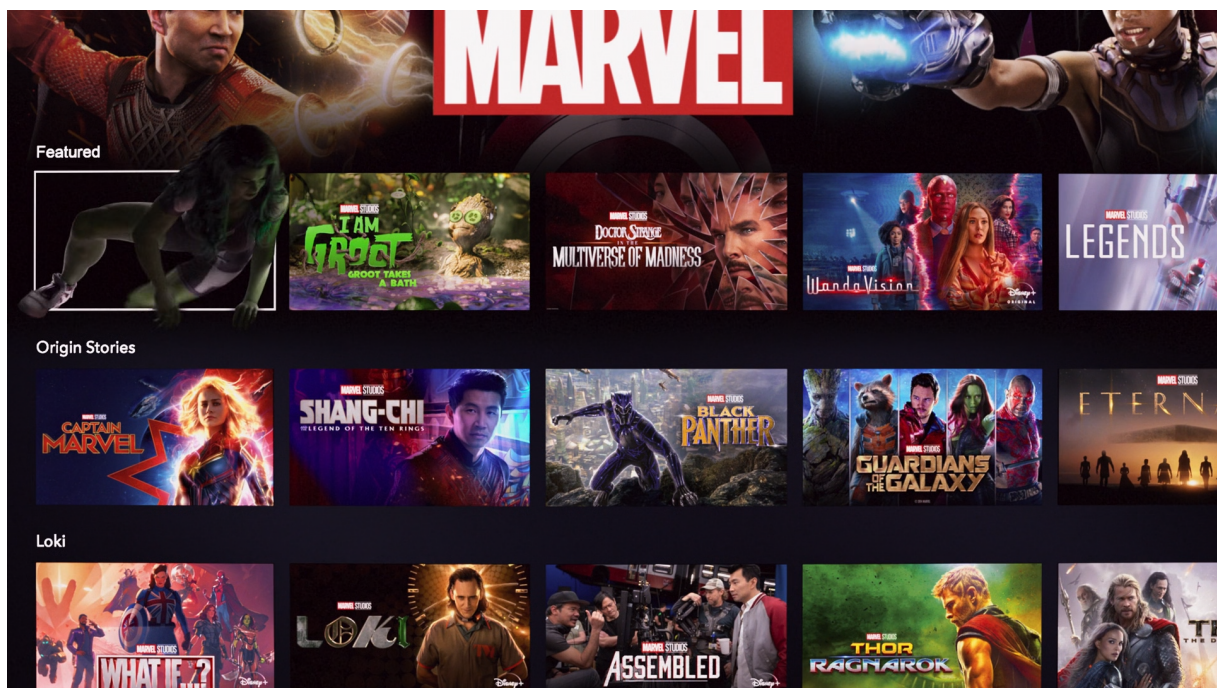 MARVEL
Featured
MARVEL STUDIOS
I AM
GROOT
GROOT TAKES
A BATH
MARVEL STUDIOS
DOCTOR STRANGE
IN THE
MULTIVERSE OF MADNESS
MARVEL STUDIOS
WandaVision
Disney+
ORIGINAL
MARVEL STUDIOS
LEGENDS
Origin Stories
MARVEL STUDIOS
CAPTAIN
MARVEL
MARVEL STUDIOS
SHANG-CHI
AND THE LEGEND OF THE TEN RINGS
MARVEL STUDIOS
BLACK
PANTHER
MARVEL STUDIOS
GUARDIANS
OF THE GALAXY
MARVEL STUDIOS
ETERN
Loki
MARVEL STUDIOS
WHAT IF...?
Disney+
MARVEL STUDIOS
LOKI
Disney+
MARVEL STUDIOS
ASSEMBLED
Disney+
MARVEL STUDIOS
THOR
RAGNAROK
T
THE D